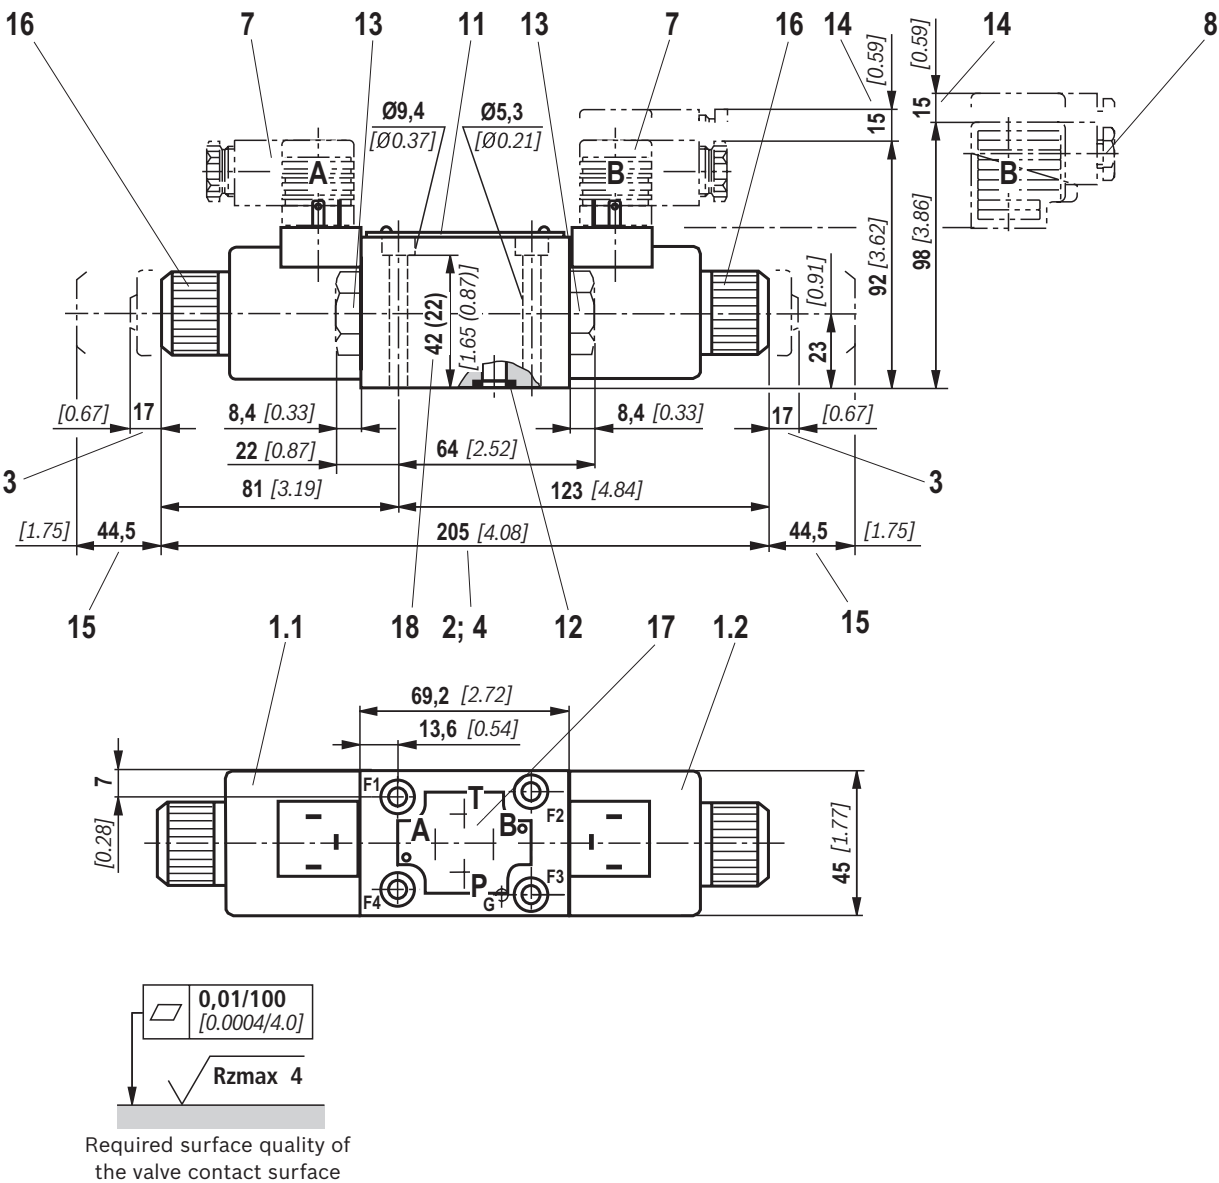 16 7 13 11 13 7 16 14 14 8
[0.59] [0.59]
15 15
Ø9,4 Ø5,3
[Ø0.37] [Ø0.21]
A B B
42 (22) [1.65 (0.87)]
23 [0.91]
92 [3.62]
98 [3.86]
[0.67] 17 8,4 [0.33] 8,4 [0.33] 17 [0.67]
22 [0.87] 64 [2.52]
3 3
81 [3.19] 123 [4.84]
[1.75] 44,5 205 [4.08] 44,5 [1.75]
15 1.1 18 2; 4 12 17 1.2 15
69,2 [2.72]
13,6 [0.54]
7 [0.28]
F1 T F2
A B
F4 P G F3
45 [1.77]
0,01/100
[0.0004/4.0]
Rzmax 4
Required surface quality of
the valve contact surface